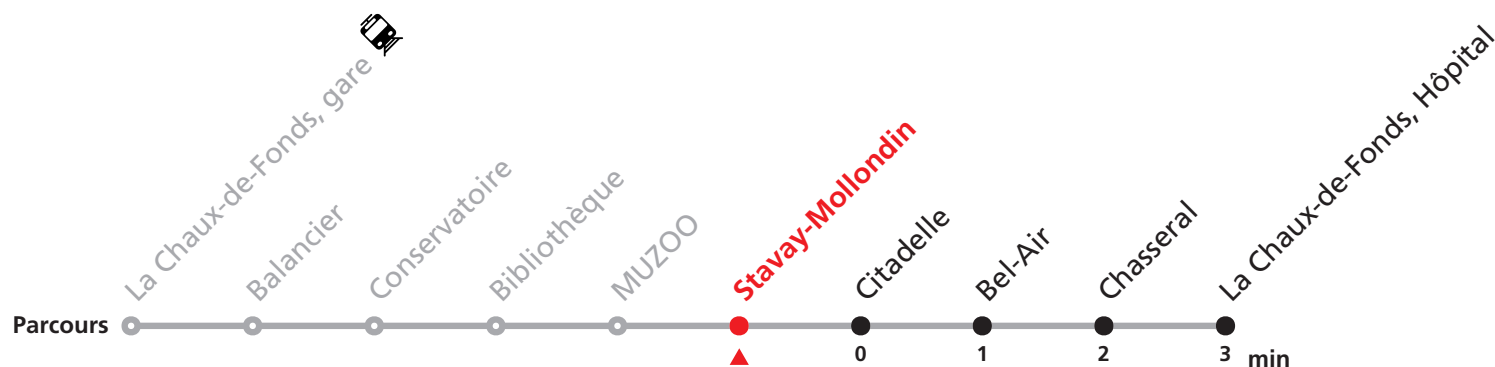 La Chaux-de-Fonds, gare
Balancier
Conservatoire
Bibliothèque
MUZOO
Stavay-Mollondin
Citadelle
Bel-Air
Chasseral
La Chaux-de-Fonds, Hôpital
Parcours
0 1 2 3 min